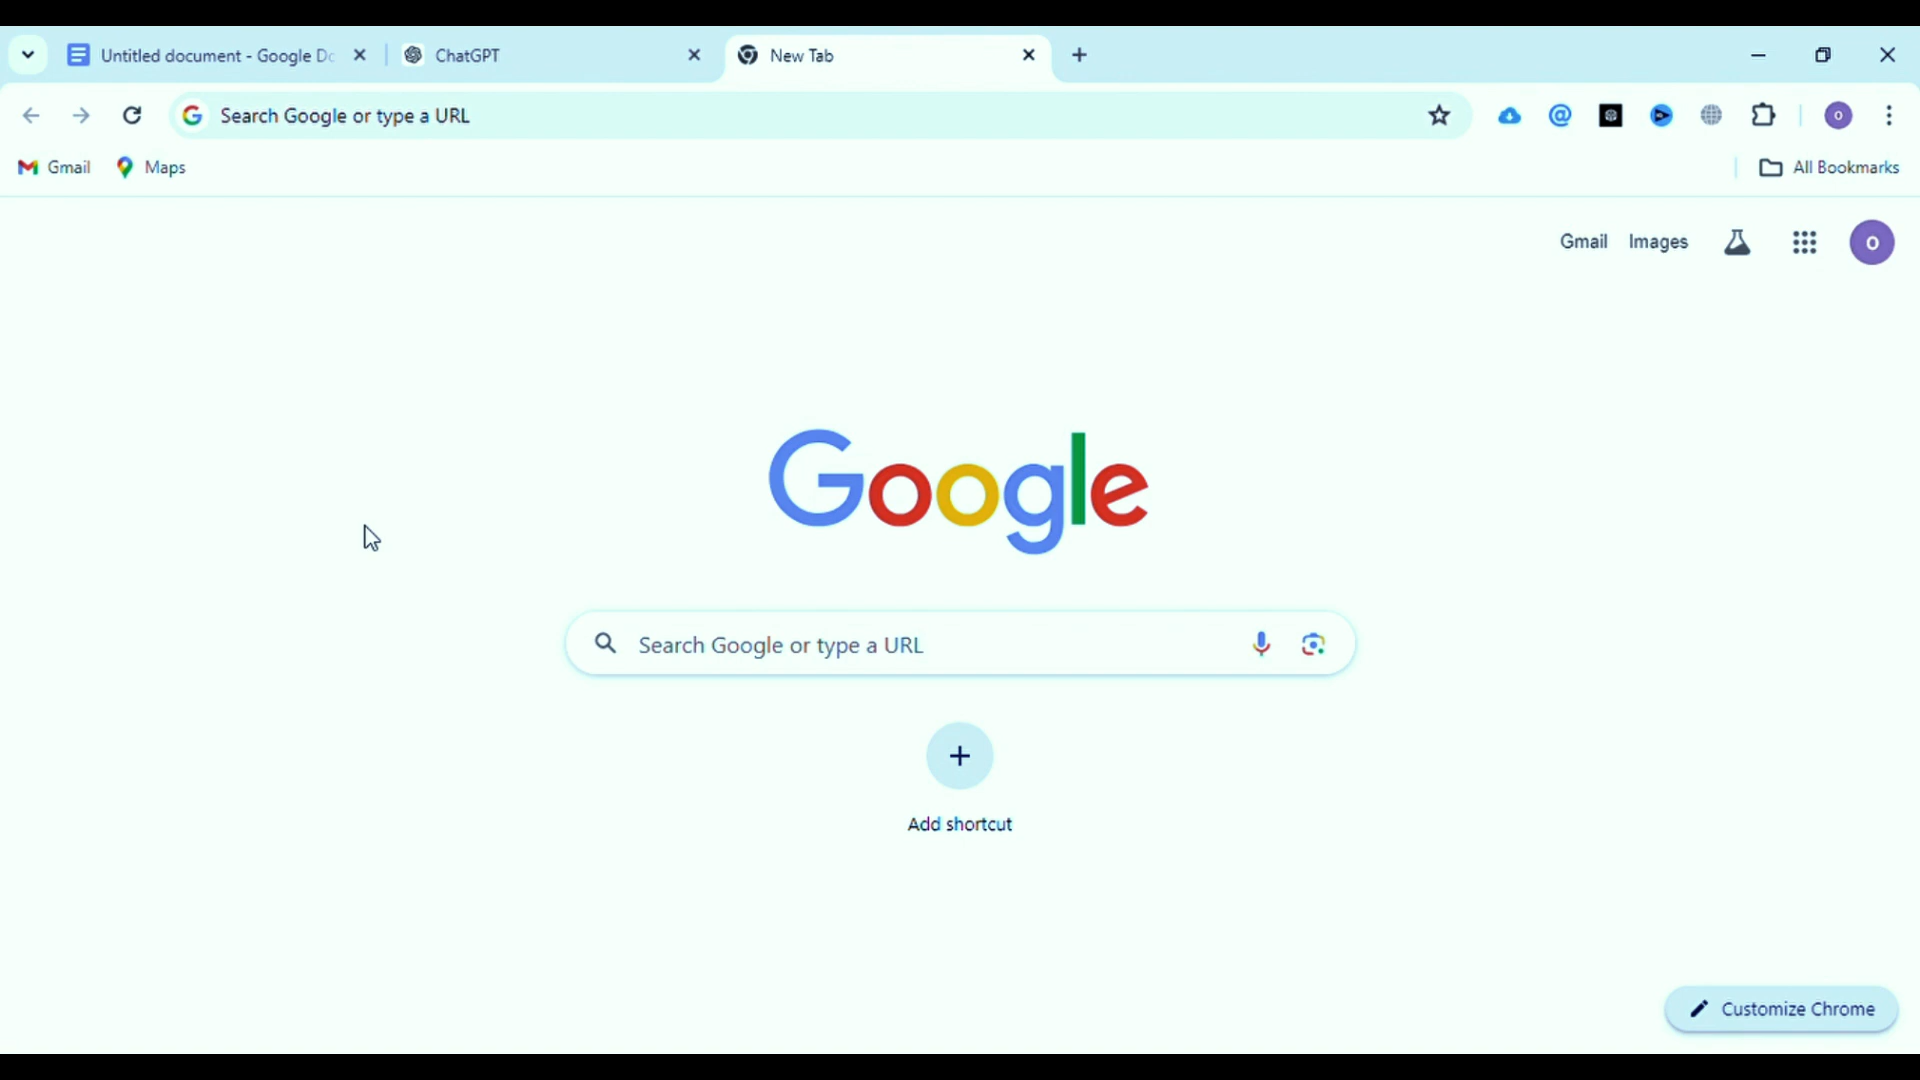 Untitled document - Google Do
ChatGPT
New Tab
Search Google or type a URL
o
Gmail
Maps
All Bookmarks
Gmail
Images
o
Google
Search Google or type a URL
Add shortcut
Customize Chrome